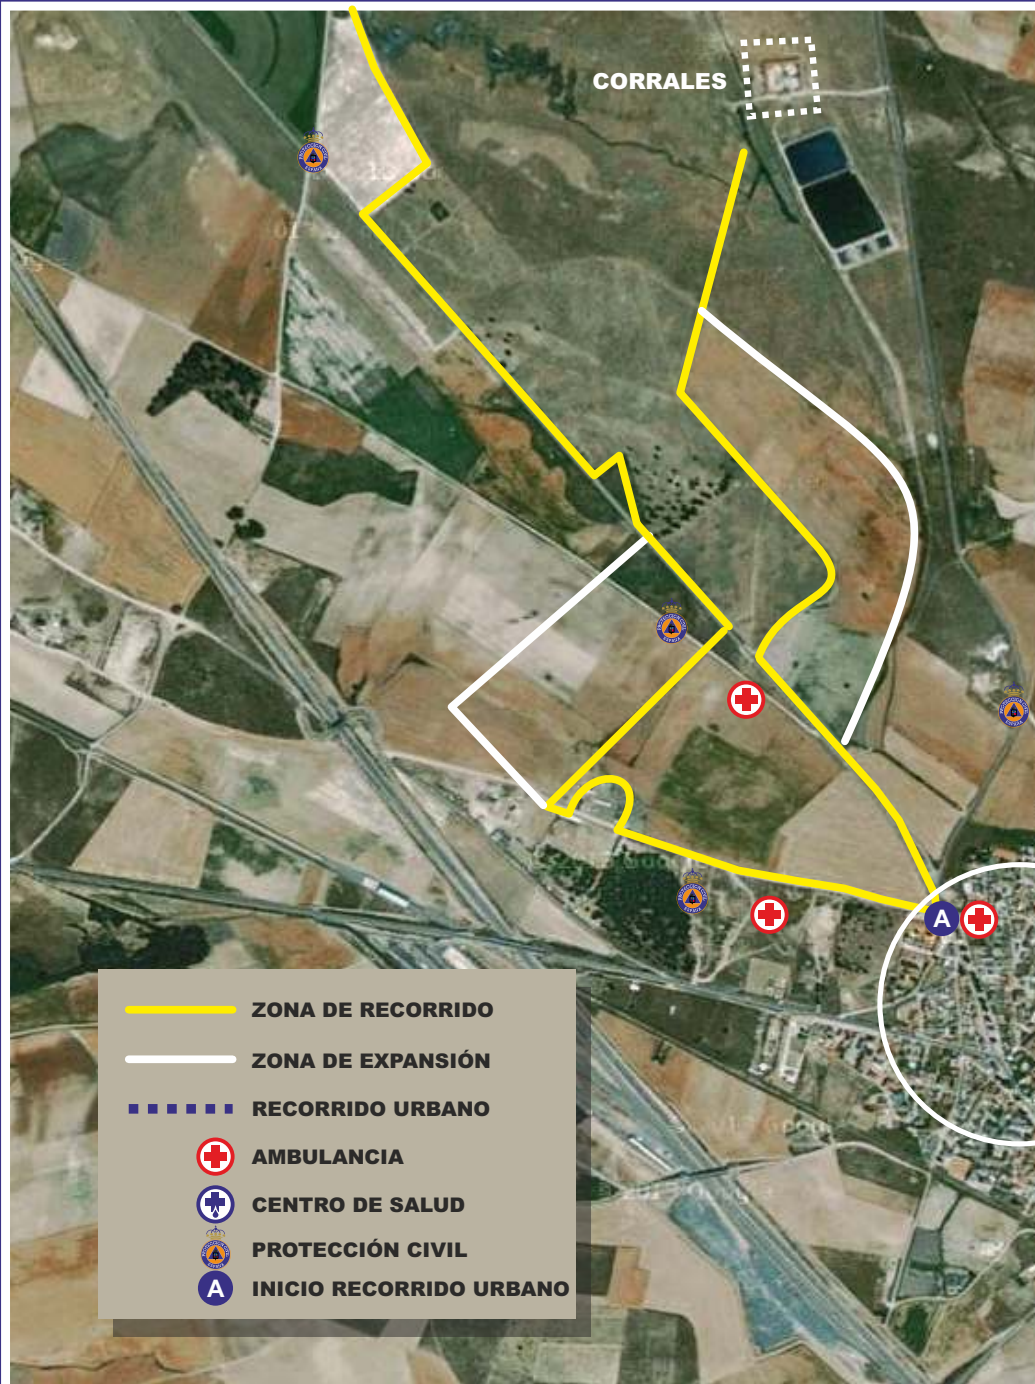 CORRALES
A
ZONA DE RECORRIDO
ZONA DE EXPANSIÓN
RECORRIDO URBANO
AMBULANCIA
CENTRO DE SALUD
PROTECCIÓN CIVIL
A INICIO RECORRIDO URBANO